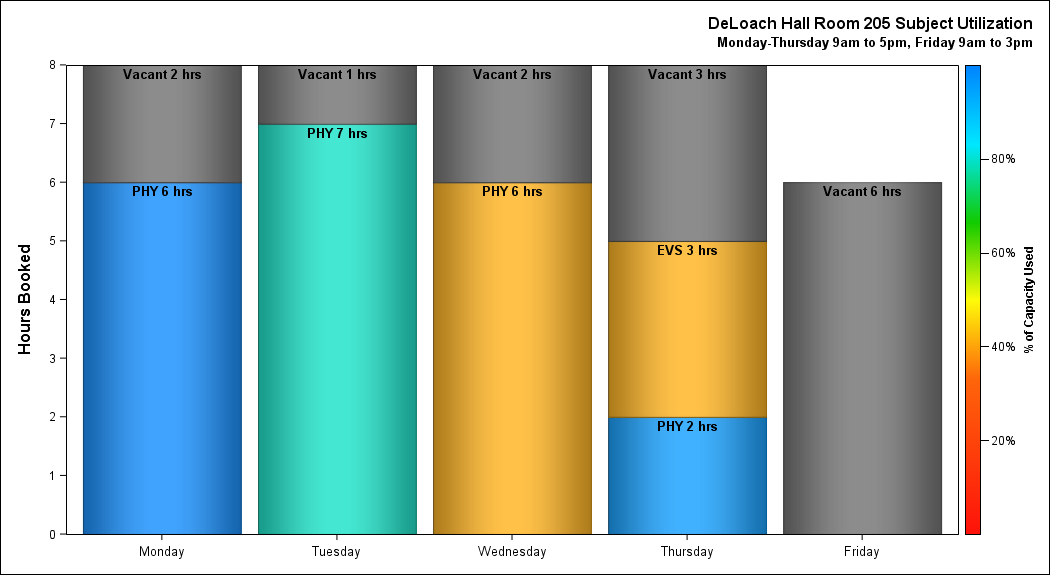 DeLoach Hall Room 205 Subject Utilization
Monday-Thursday 9am to 5pm, Friday 9am to 3pm
Hours Booked
8
7
6
5
4
3
2
1
0
Vacant 2 hrs
PHY 6 hrs
Vacant 1 hrs
PHY 7 hrs
Vacant 2 hrs
PHY 6 hrs
Vacant 3 hrs
EVS 3 hrs
PHY 2 hrs
Vacant 6 hrs
Monday
Tuesday
Wednesday
Thursday
Friday
80%
60%
40%
20%
% of Capacity Used